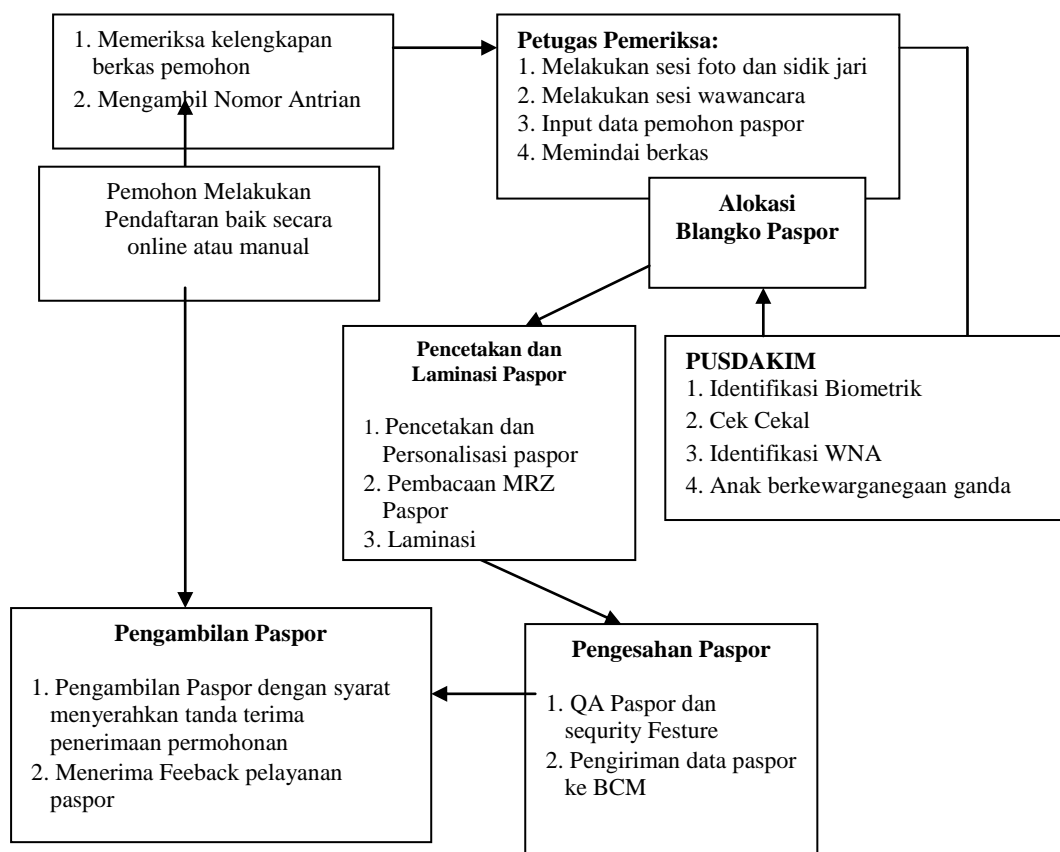 1. Memeriksa kelengkapan
berkas pemohon
2. Mengambil Nomor Antrian
Petugas Pemeriksa:
1. Melakukan sesi foto dan sidik jari
2. Melakukan sesi wawancara
3. Input data pemohon paspor
4. Memindai berkas
Pemohon Melakukan
Pendaftaran baik secara
online atau manual
Alokasi
Blangko Paspor
Pencetakan dan
Laminasi Paspor
1. Pencetakan dan
Personalisasi paspor
2. Pembacaan MRZ
Paspor
3. Laminasi
PUSDAKIM
1. Identifikasi Biometrik
2. Cek Cekal
3. Identifikasi WNA
4. Anak berkewarganegaan ganda
Pengambilan Paspor
1. Pengambilan Paspor dengan syarat
menyerahkan tanda terima
penerimaan permohonan
2. Menerima Feeback pelayanan
paspor
Pengesahan Paspor
1. QA Paspor dan
sequrity Festure
2. Pengiriman data paspor
ke BCM